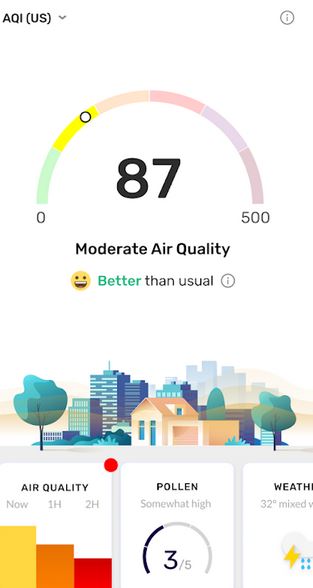 AQI (US)
87
0 500
Moderate Air Quality
Better than usual
AIR QUALITY
Now 1H 2H
POLLEN
Somewhat high
3/5
32° mixed